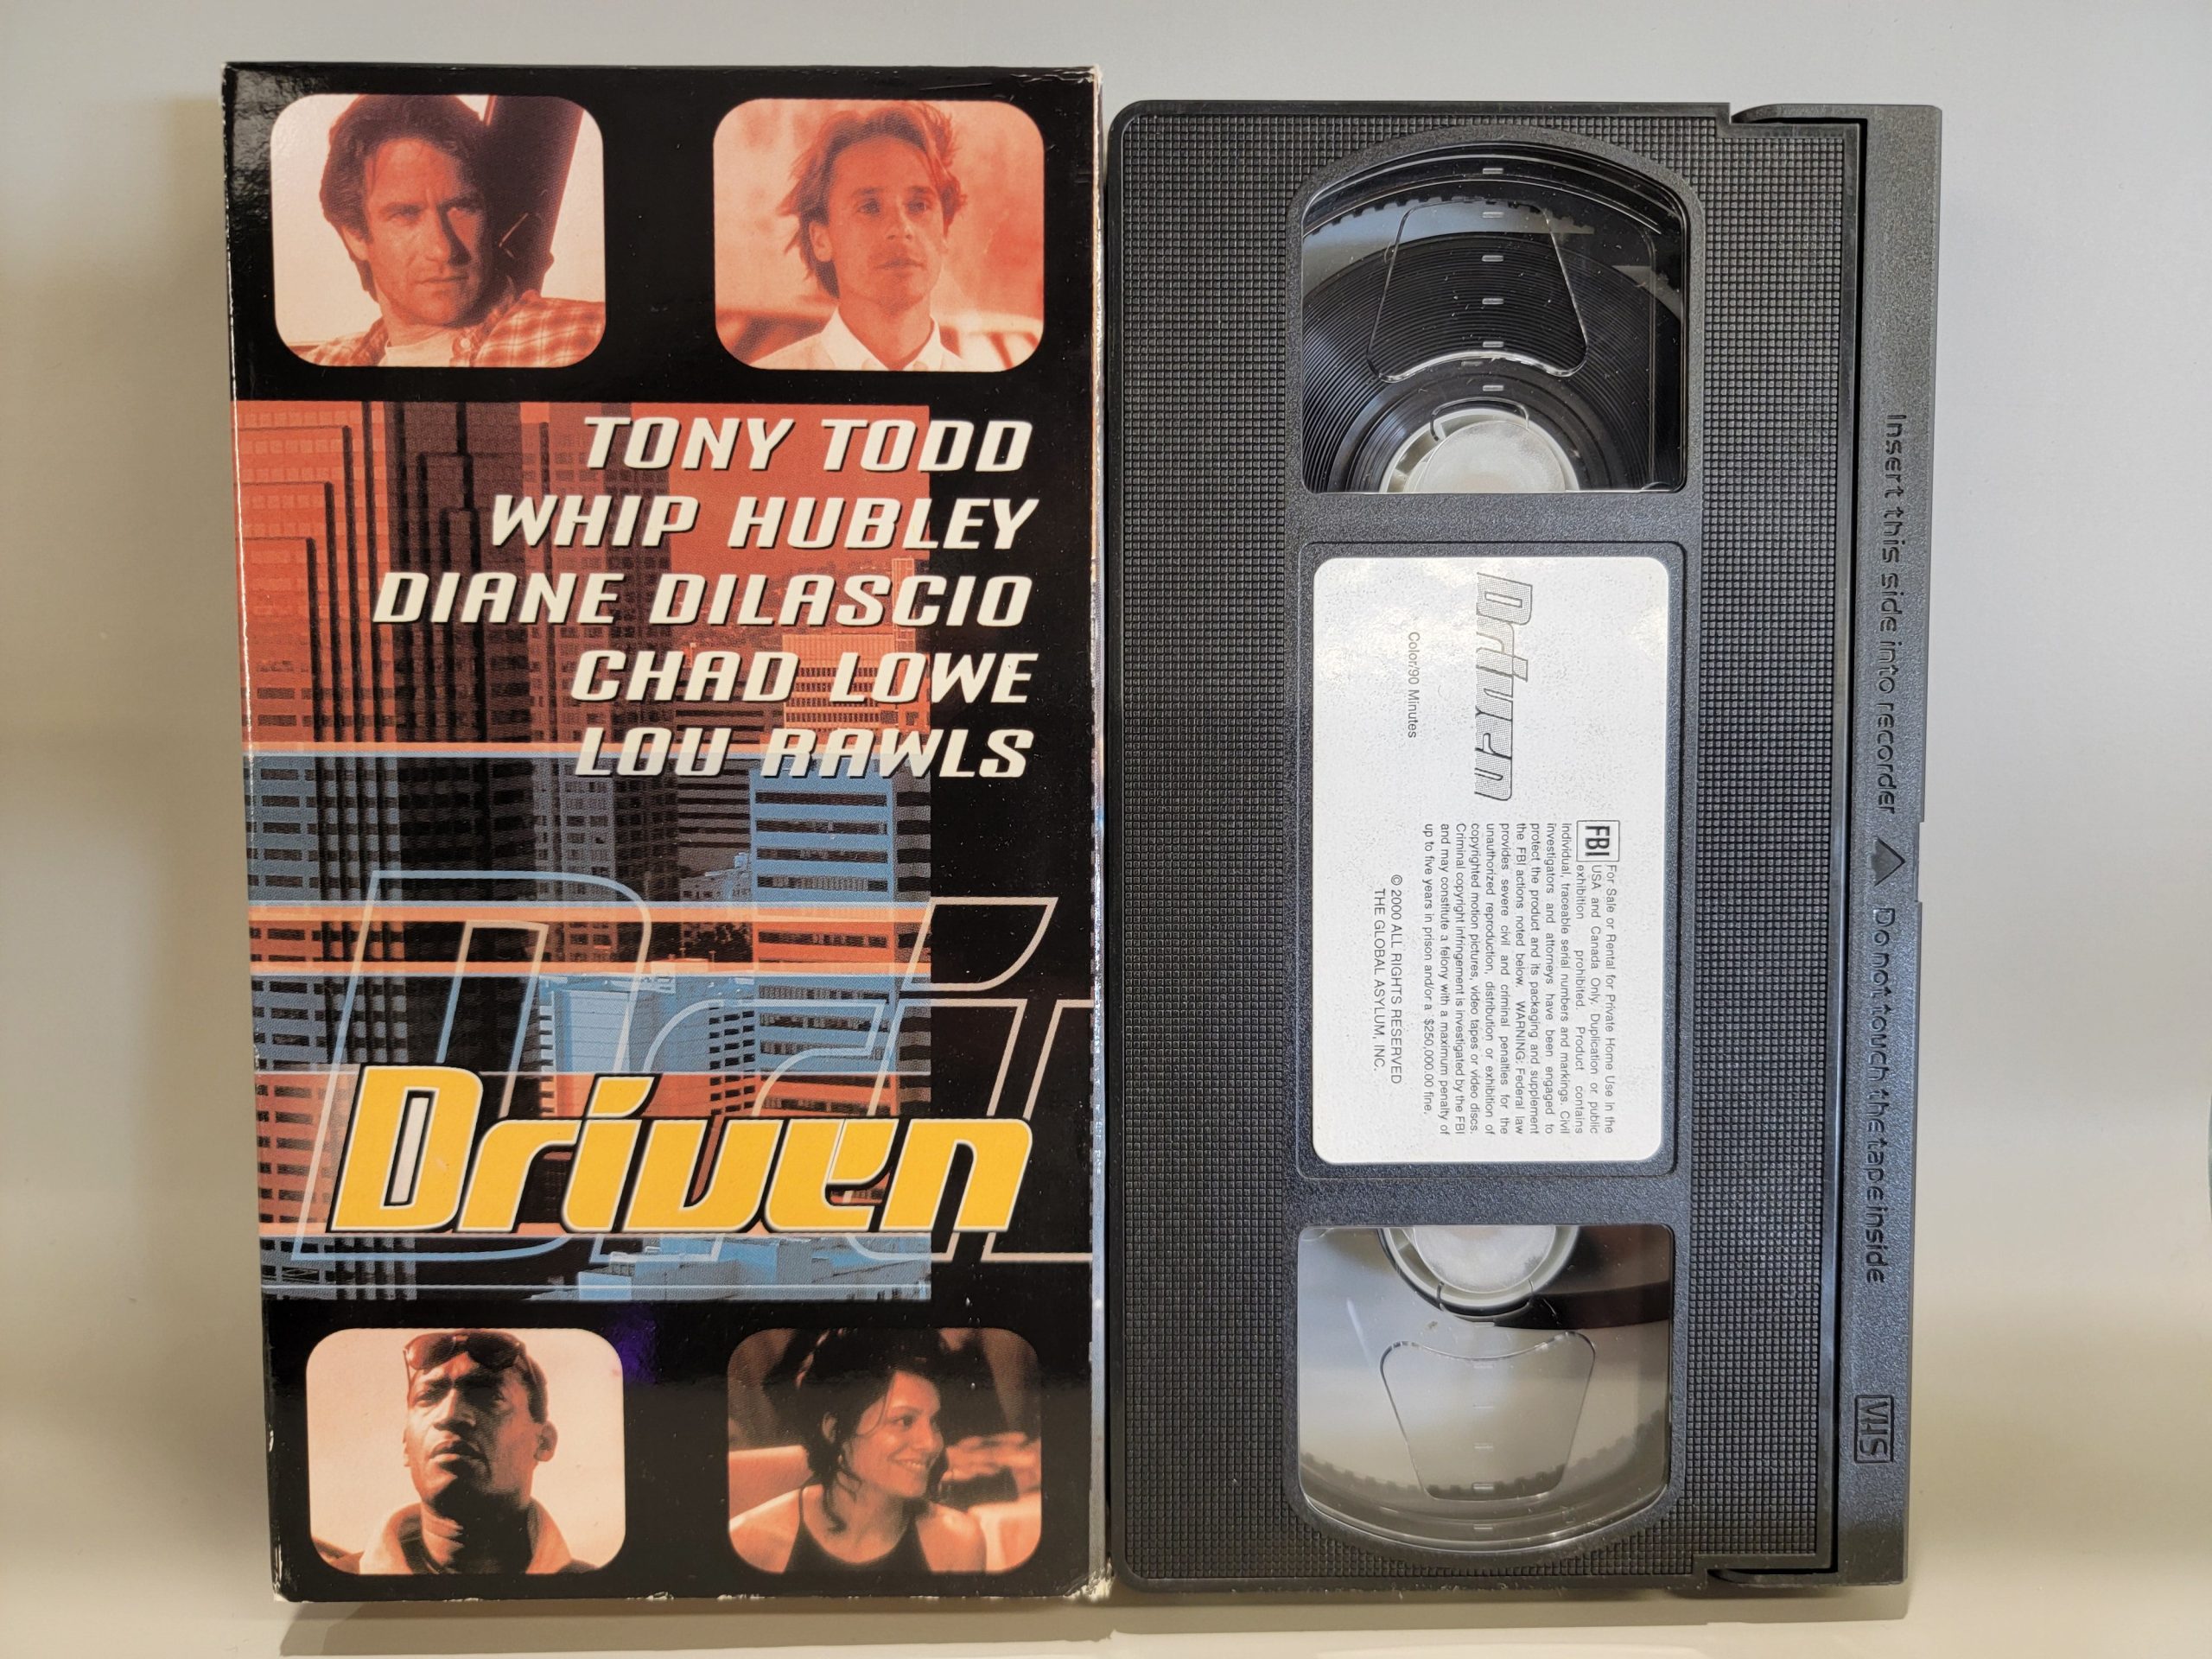 TONY TODD
WHIP HUBLEY
DIANE DILASCIO
CHAD LOWE
LOU RAWLS
Dri
Driven
Driven
Color/90 Minutes
FBI
For Sale or Rental for Private Home Use In the
USA and Canada Only. Duplication or public
exhibition prohibited. Product contains
individual, traceable serial numbers and markings. Civil
investigators and attorneys have been engaged to
protect the product and its packaging and supplement
the FBI actions noted below. WARNING: Federal law
provides severe civil and criminal penalties for the
unauthorized reproduction, distribution or exhibition of
copyrighted motion pictures, video tapes or video discs.
Criminal copyright infringement is investigated by the FBI
and may constitute a felony with a maximum penalty of
up to five years in prison and/or a $250,000.00 fine.
© 2000 ALL RIGHTS RESERVED
THE GLOBAL ASYLUM, INC.
Insert this side into recorder
Do not touch the tape inside
VHS